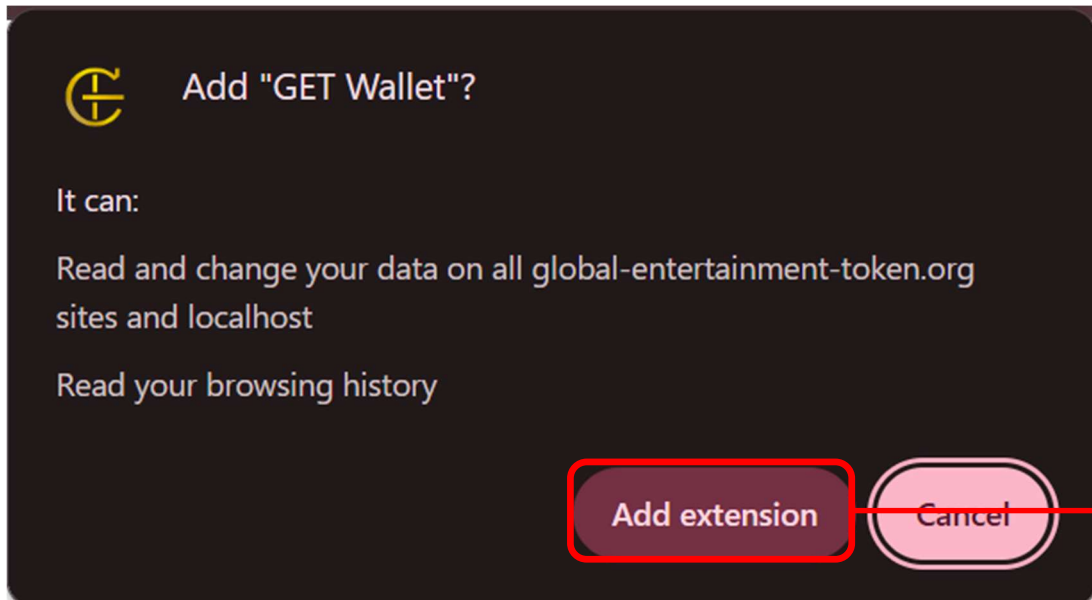 Add "GET Wallet"?
It can:
Read and change your data on all global-entertainment-token.org
sites and localhost
Read your browsing history
Add extension
Cancel